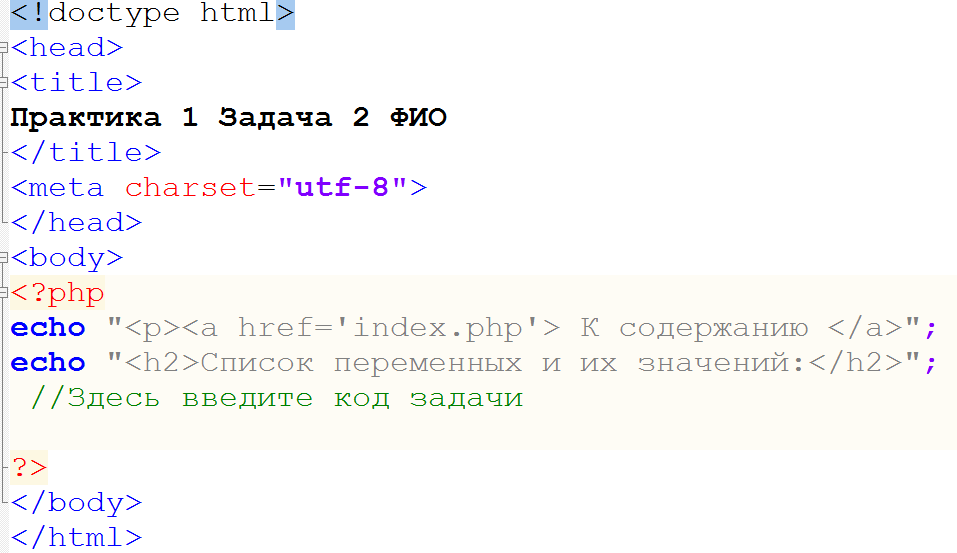 <!doctype html>
<head>
<title>
Практика 1 Задача 2 ФИО
</title>
<meta charset="utf-8">
</head>
<body>
<?php
echo "<p><a href='index.php'> К содержанию </a>";
echo "<h2>Список переменных и их значений:</h2>";
//Здесь введите код задачи
?>
</body>
</html>